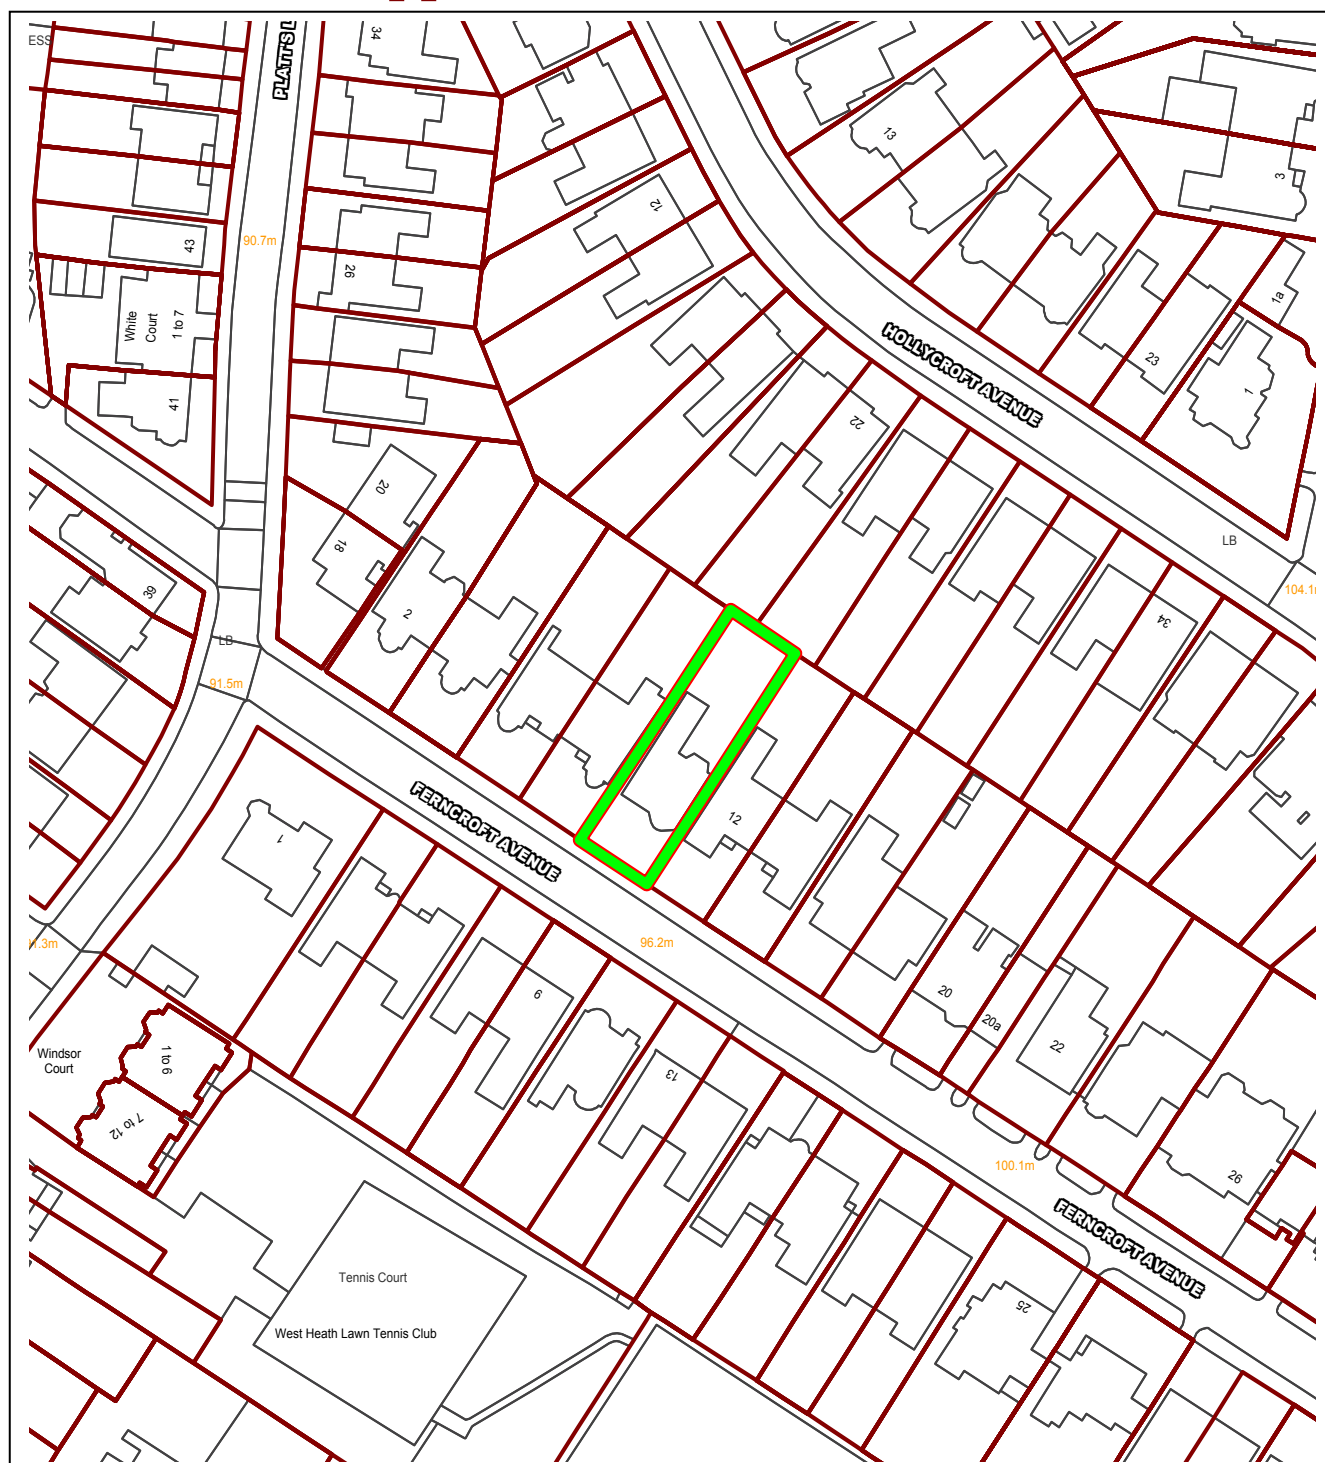 ESS
PLATT'S L
34
13
3
12
43
90.7m
26
1a
White
Court
1 to 7
HOLLYCROFT AVENUE
23
1
41
22
20
LB
18
104.1m
39
2
34
LB
91.5m
FERNCROFT AVENUE
12
1
96.2m
1.3m
9
20
20a
22
Windsor
Court
1 to 6
13
7 to 12
100.1m
26
FERNCROFT AVENUE
Tennis Court
25
West Heath Lawn Tennis Club